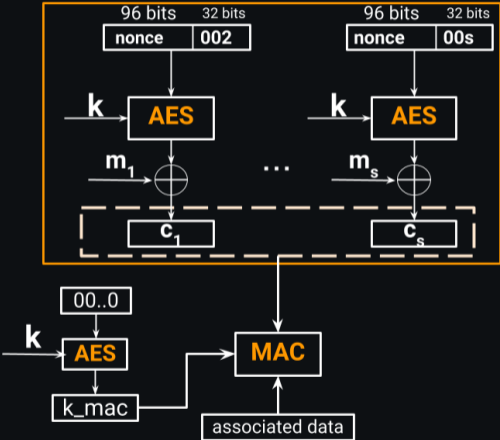 96 bits 32 bits 96 bits 32 bits
nonce 002 nonce 00s
k AES k AES
m1 ... ms
c1 cs
00..0
k AES MAC
k_mac
associated data